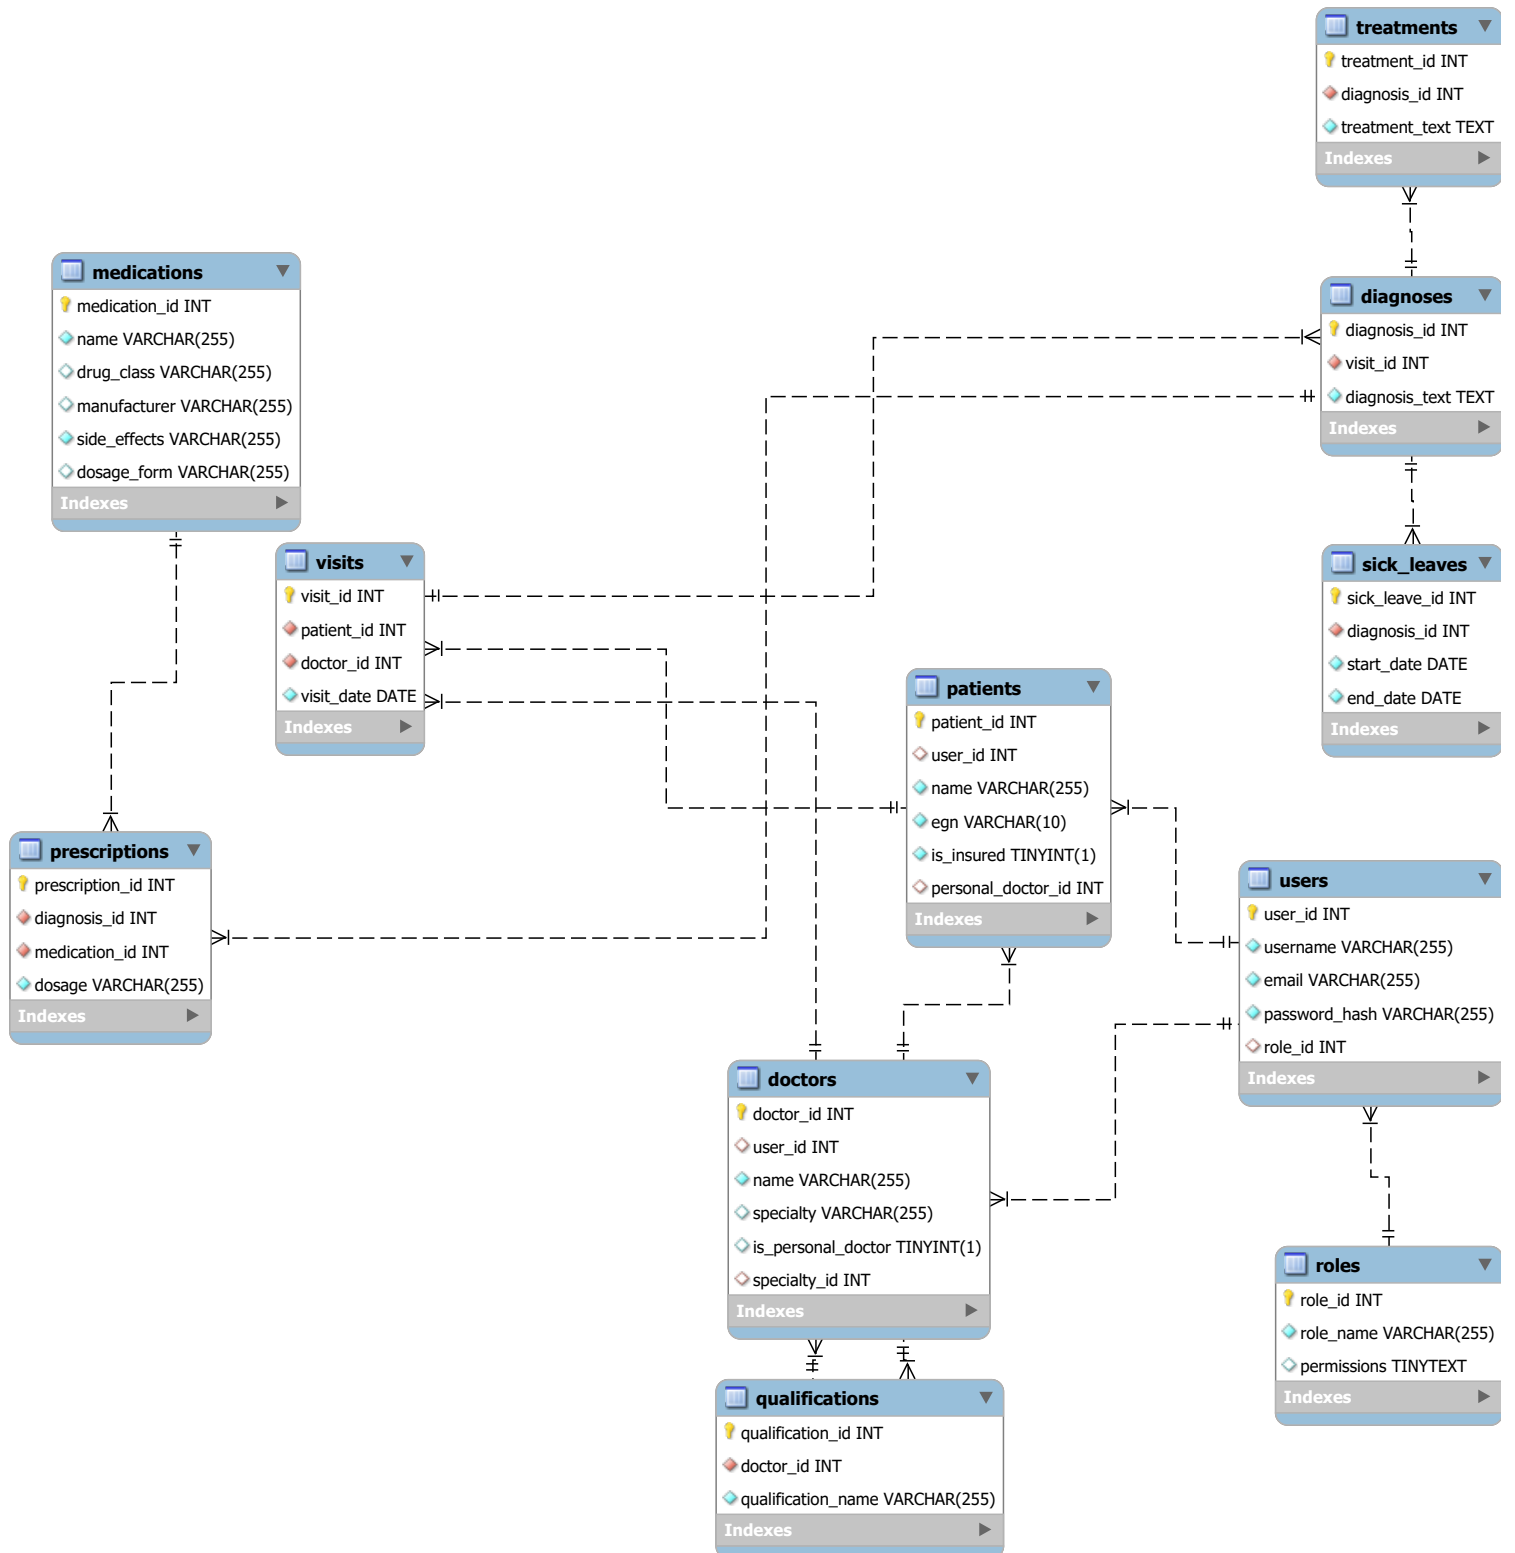 treatments
treatment_id INT
diagnosis_id INT
treatment_text TEXT
Indexes
medications
medication_id INT
name VARCHAR(255)
drug_class VARCHAR(255)
manufacturer VARCHAR(255)
side_effects VARCHAR(255)
dosage_form VARCHAR(255)
Indexes
diagnoses
diagnosis_id INT
visit_id INT
diagnosis_text TEXT
Indexes
visits
visit_id INT
patient_id INT
doctor_id INT
visit_date DATE
Indexes
sick_leaves
sick_leave_id INT
diagnosis_id INT
start_date DATE
end_date DATE
Indexes
patients
patient_id INT
user_id INT
name VARCHAR(255)
egn VARCHAR(10)
is_insured TINYINT(1)
personal_doctor_id INT
Indexes
prescriptions
prescription_id INT
diagnosis_id INT
medication_id INT
dosage VARCHAR(255)
Indexes
users
user_id INT
username VARCHAR(255)
email VARCHAR(255)
password_hash VARCHAR(255)
role_id INT
Indexes
doctors
doctor_id INT
user_id INT
name VARCHAR(255)
specialty VARCHAR(255)
is_personal_doctor TINYINT(1)
specialty_id INT
Indexes
roles
role_id INT
role_name VARCHAR(255)
permissions TINYTEXT
Indexes
qualifications
qualification_id INT
doctor_id INT
qualification_name VARCHAR(255)
Indexes